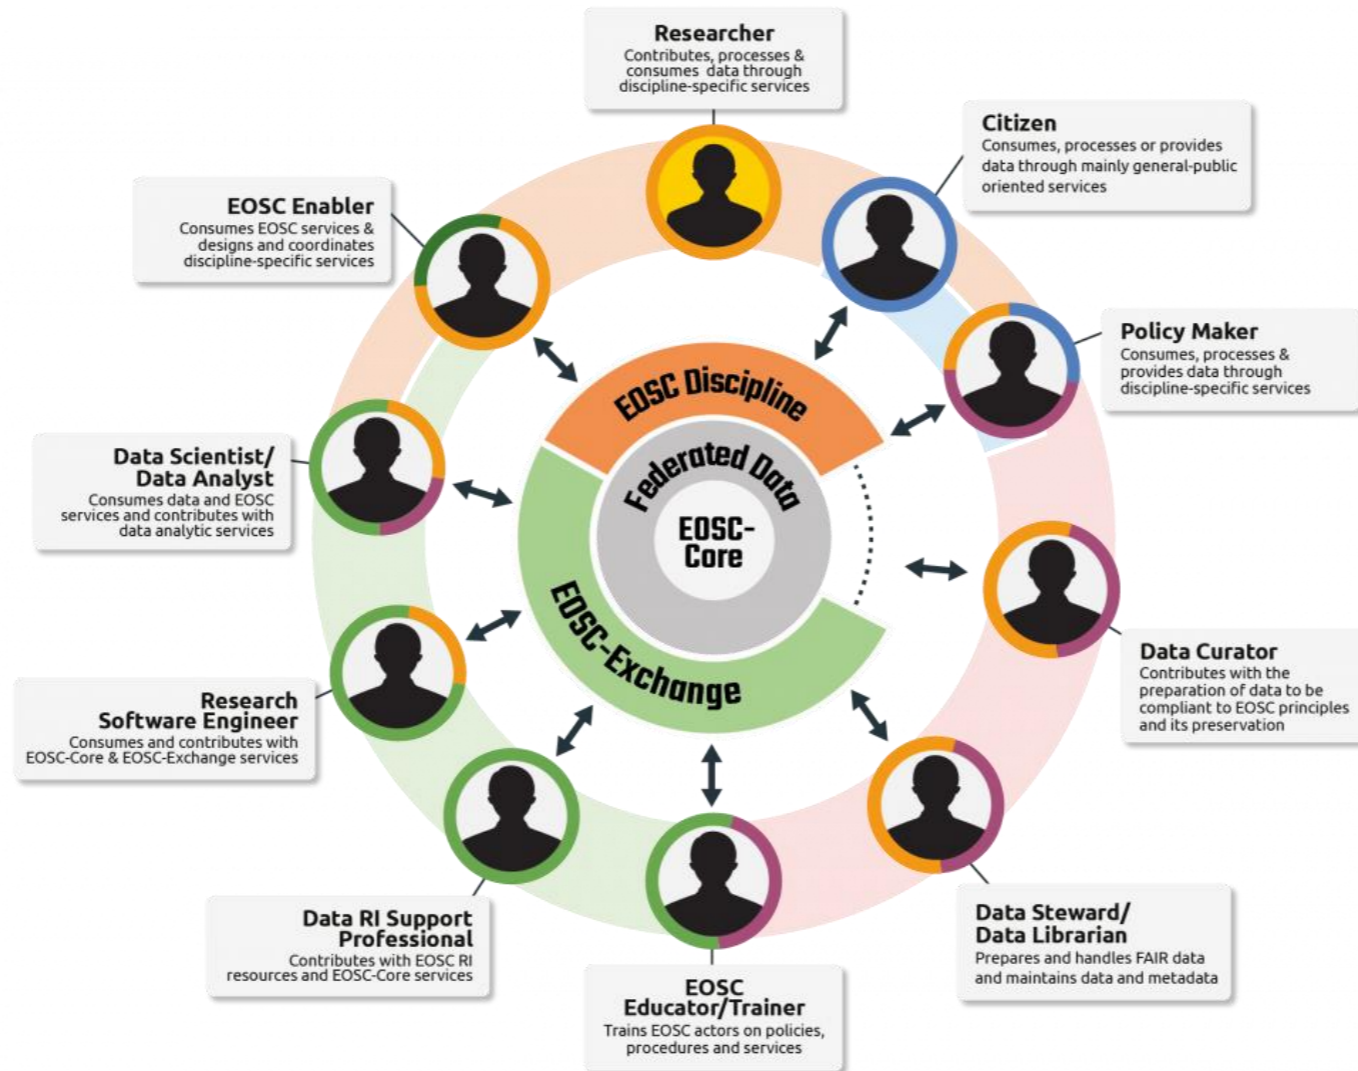 Researcher
Contributes, processes &
consumes data through
discipline-specific services
Citizen
Consumes, processes or provides
data through mainly general-public
oriented services
EOSC Enabler
Consumes EOSC services &
designs and coordinates
discipline-specific services
Policy Maker
Consumes, processes &
provides data through
discipline-specific services
EOSC Discipline
Federated Data
EOSC-
Core
EOSC-Exchange
Data Scientist/
Data Analyst
Consumes data and EOSC
services and contributes with
data analytic services
Data Curator
Contributes with the
preparation of data to be
compliant to EOSC principles
and its preservation
Research
Software Engineer
Consumes and contributes with
EOSC-Core & EOSC-Exchange services
Data RI Support
Professional
Contributes with EOSC RI
resources and EOSC-Core services
Data Steward/
Data Librarian
Prepares and handles FAIR data
and maintains data and metadata
EOSC
Educator/Trainer
Trains EOSC actors on policies,
procedures and services